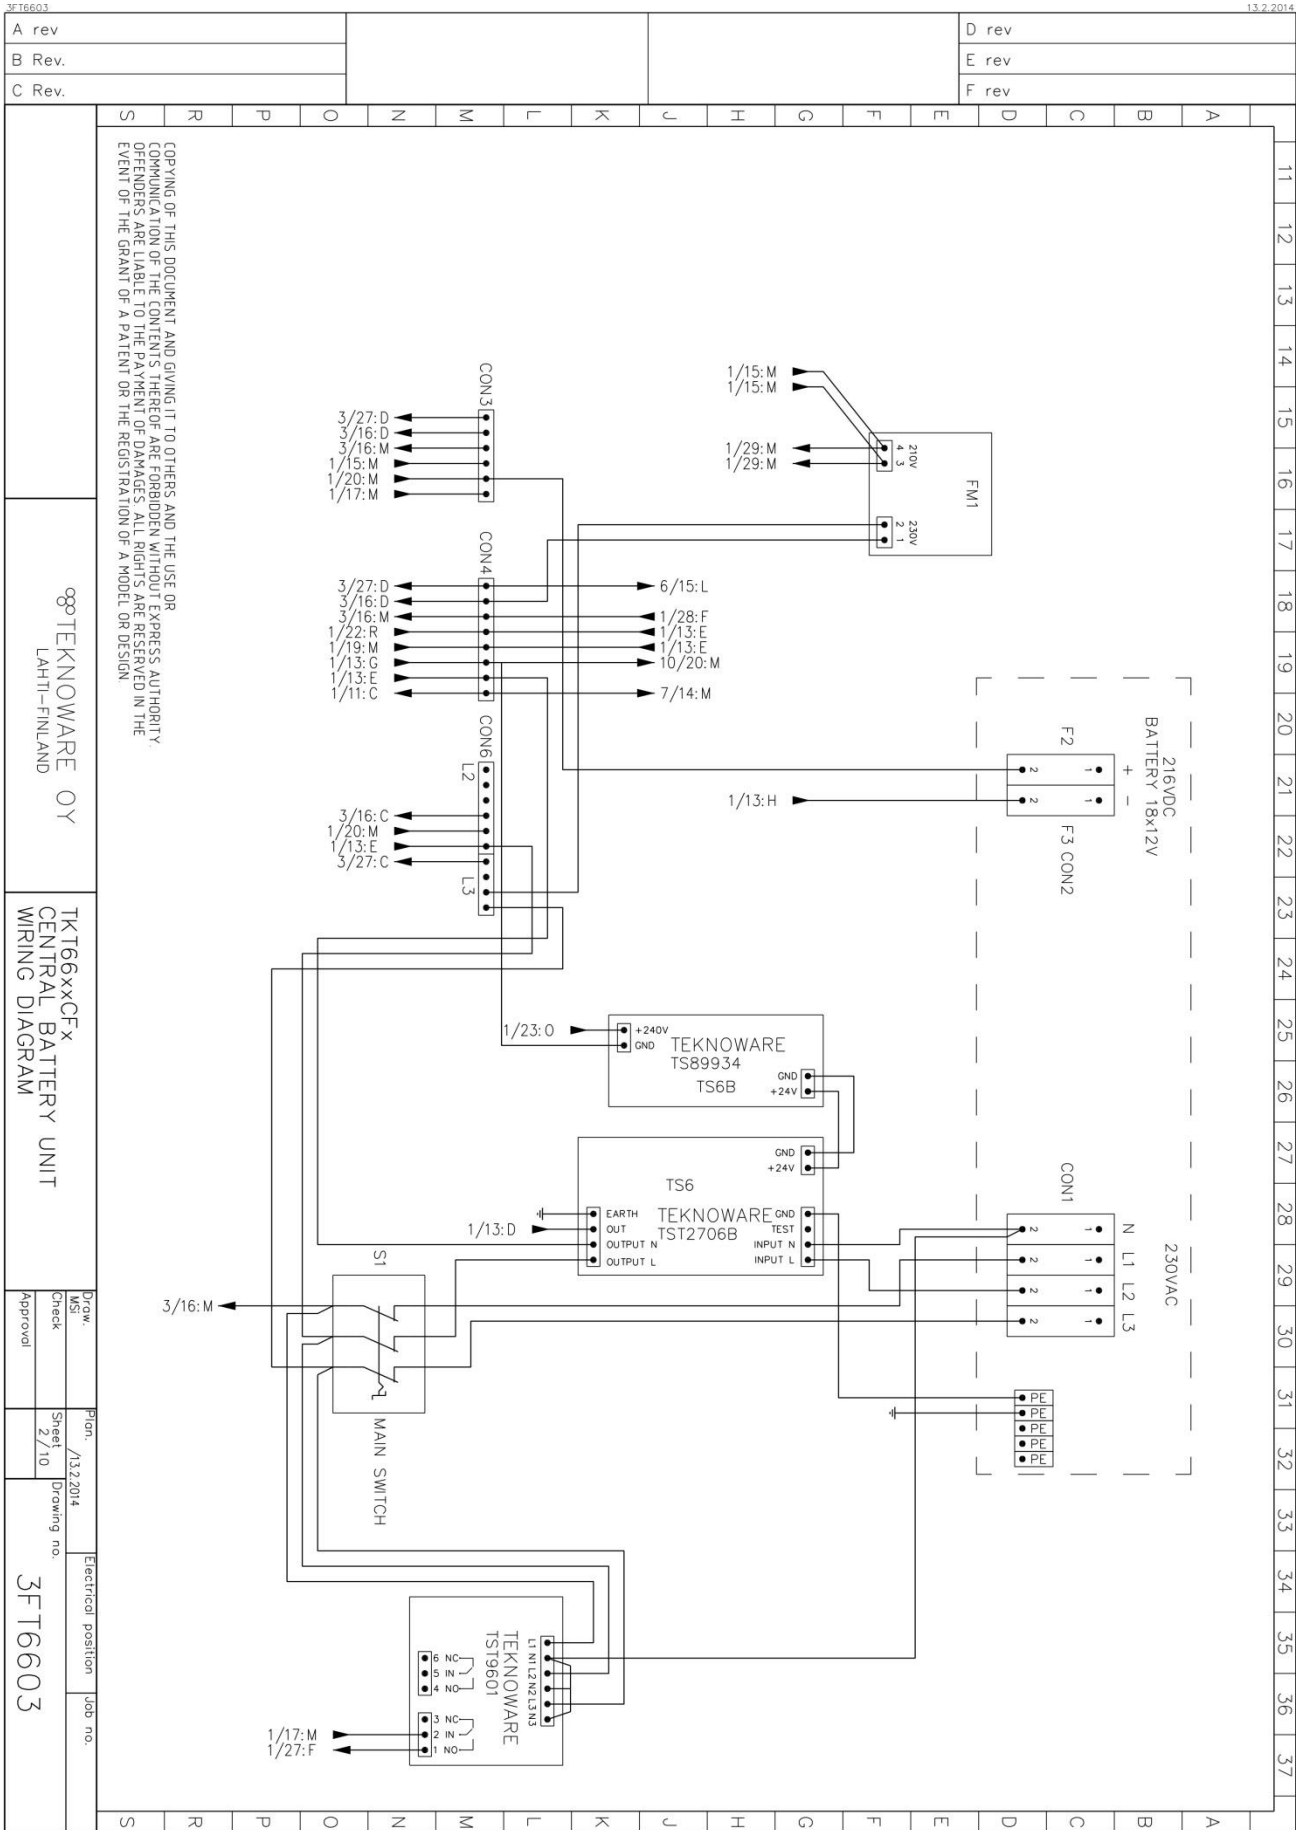 3FT6603
13.2.2014
A rev
B Rev.
C Rev.
D rev
E rev
F rev
S R P O N M L K J H G F E D C B A
11
12
13
14
15
16
17
18
19
20
21
22
23
24
25
26
27
28
29
30
31
32
33
34
35
36
37
COPYING OF THIS DOCUMENT AND GIVING IT TO OTHERS AND THE USE OR
COMMUNICATION OF THE CONTENTS THEREOF ARE FORBIDDEN WITHOUT EXPRESS AUTHORITY.
OFFENDERS ARE LIABLE TO THE PAYMENT OF DAMAGES. ALL RIGHTS ARE RESERVED IN THE
EVENT OF THE GRANT OF A PATENT OR THE REGISTRATION OF A MODEL OR DESIGN.
1/15:M
1/15:M
1/29:M
1/29:M
4 3
210V
2 1
230V
FM1
CON3
3/27:D
3/16:D
3/16:M
1/15:M
1/20:M
1/17:M
CON4
3/27:D
3/16:D
3/16:M
1/22:R
1/19:M
1/13:G
1/13:E
1/11:C
6/15:L
1/28:F
1/13:E
1/13:E
10/20:M
7/14:M
CON6
L2
3/16:C
1/20:M
1/13:E
3/27:C
L3
216VDC
BATTERY 18x12V
+ -
F2
F3 CON2
2 1
2 1
1/13:H
1/23:O
+240V
GND
TEKNOWARE
TS89934
TS6B
GND
+24V
GND
+24V
TS6
TEKNOWARE
TST2706B
EARTH
OUT
OUTPUT N
OUTPUT L
GND
TEST
INPUT N
INPUT L
1/13:D
CON1
230VAC
N L1 L2 L3
2 1
2 1
2 1
2 1
PE
PE
PE
PE
PE
S1
MAIN SWITCH
3/16:M
L1 N1 L2 N2 L3 N3
TEKNOWARE
TST9601
6 NC
5 IN
4 NO
3 NC
2 IN
1 NO
1/17:M
1/27:F
TEKNOWARE OY
LAHTI-FINLAND
TKT66xxCFx
CENTRAL BATTERY UNIT
WIRING DIAGRAM
Draw.
MSi
Check
Approval
Plan.
/13.2.2014
Sheet
2/10
Electrical position
Job no.
Drawing no.
3FT6603
S R P O N M L K J H G F E D C B A